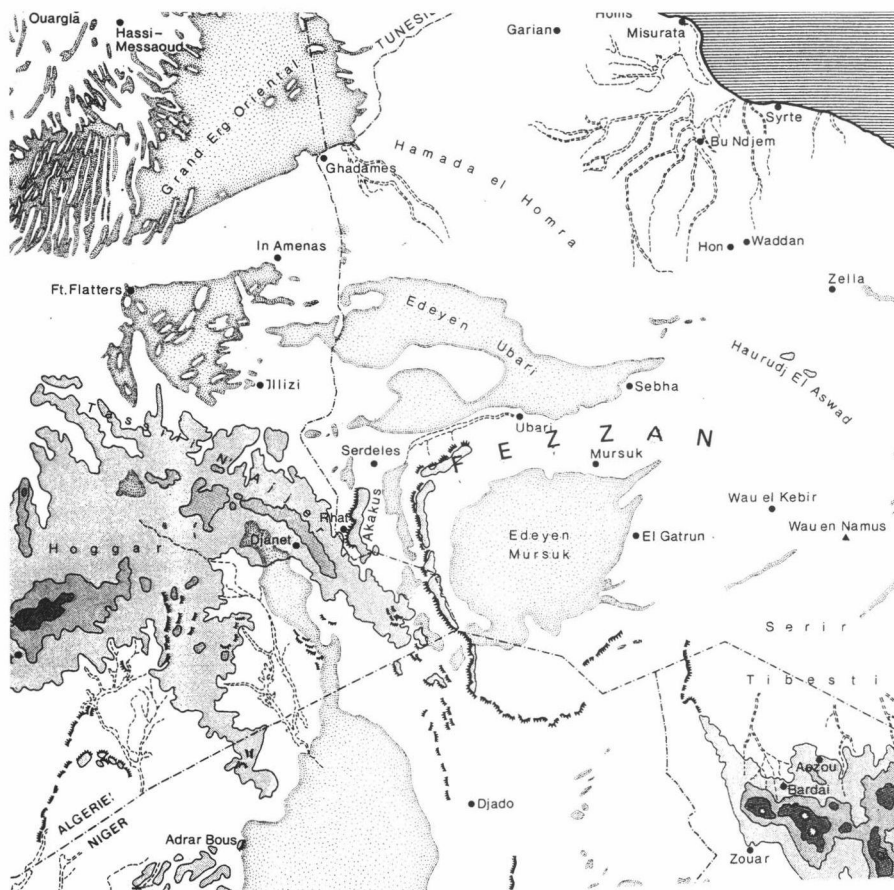 Ouargla
Hassi-
Messaoud
TUNESIE
Garian
Homs
Misurata
Syrte
Grand Erg Oriental
Bu Ndjem
Ghadames
Hamada el Homra
Hon
Waddan
In Amenas
Zella
Ft. Flatters
Edeyen
Ubari
Haurudj El Aswad
Illizi
Sebha
Tassili N'Ajjer
Ubari
FEZZAN
Serdeles
Mursuk
Wau el Kebir
Rhat
Akakus
Wau en Namus
Hoggar
Djanet
Edeyen
Mursuk
El Gatrun
Serir
Tibesti
Aozou
Bardai
ALGERIE
NIGER
Djado
Adrar Bous
Zouar